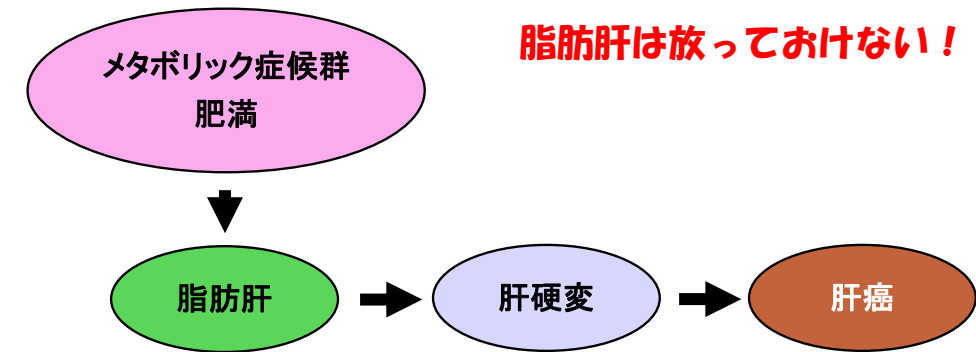 脂肪肝は放っておけない！
メタボリック症候群
肥満
脂肪肝
肝硬変
肝癌